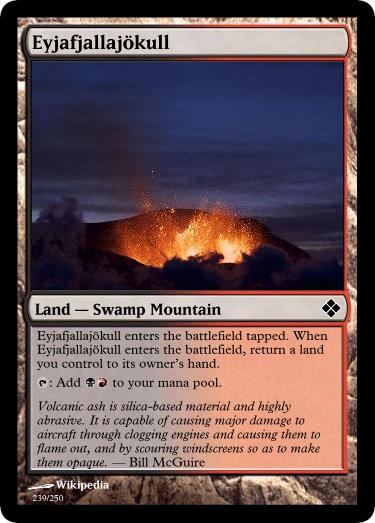 Eyjafjallajökull
Land — Swamp Mountain
Eyjafjallajökull enters the battlefield tapped. When
Eyjafjallajökull enters the battlefield, return a land
you control to its owner's hand.
: Add to your mana pool.
Volcanic ash is silica-based material and highly
abrasive. It is capable of causing major damage to
aircraft through clogging engines and causing them to
flame out, and by scouring windscreens so as to make
them opaque. — Bill McGuire
Wikipedia
239/250